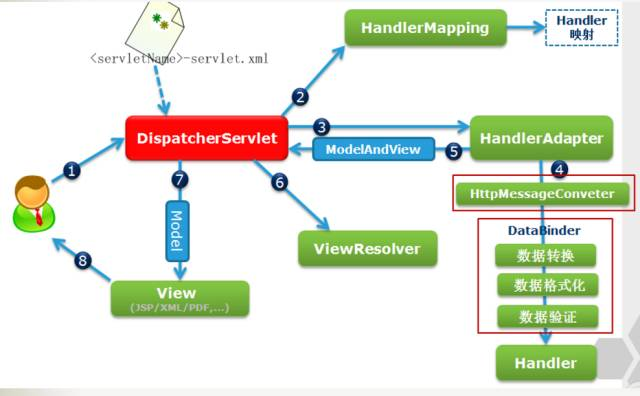 <servletName>-servlet.xml
HandlerMapping
Handler
映射
2
DispatcherServlet
3
HandlerAdapter
ModelAndView
5
1
7
6
4
HttpMessageConveter
Model
DataBinder
ViewResolver
数据转换
8
数据格式化
View
(JSP/XML/PDF,...)
数据验证
Handler